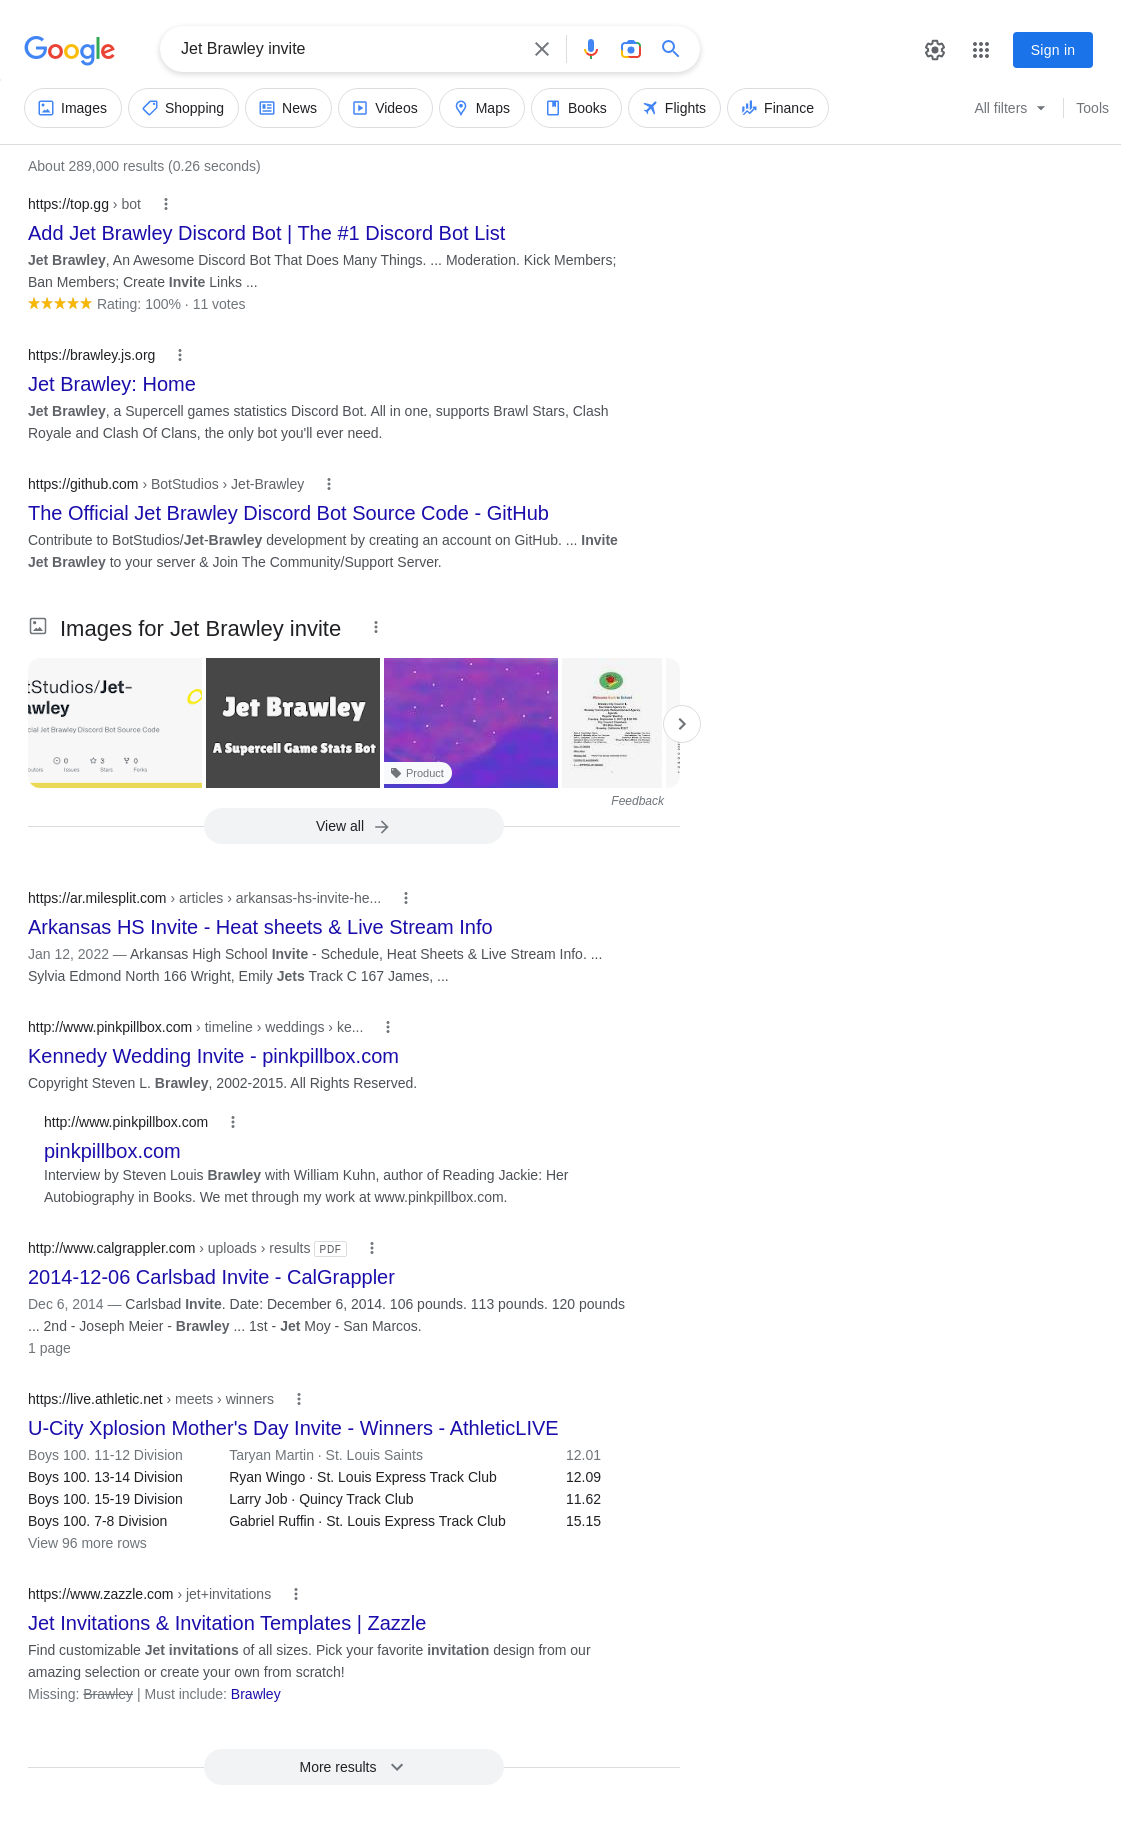 Google
Jet Brawley invite
Sign in
Images
Shopping
News
Videos
Maps
Books
Flights
Finance
All filters
Tools
About 289,000 results (0.26 seconds)
https://top.gg › bot
Add Jet Brawley Discord Bot | The #1 Discord Bot List
Jet Brawley, An Awesome Discord Bot That Does Many Things. ... Moderation. Kick Members;
Ban Members; Create Invite Links ...
Rating: 100% · 11 votes
https://brawley.js.org
Jet Brawley: Home
Jet Brawley, a Supercell games statistics Discord Bot. All in one, supports Brawl Stars, Clash
Royale and Clash Of Clans, the only bot you'll ever need.
https://github.com › BotStudios › Jet-Brawley
The Official Jet Brawley Discord Bot Source Code - GitHub
Contribute to BotStudios/Jet-Brawley development by creating an account on GitHub. ... Invite
Jet Brawley to your server & Join The Community/Support Server.
Images for Jet Brawley invite
tStudios/Jet-
awley
cial Jet Brawley Discord Bot Source Code
0
3
0
utors
Issues
Stars
Forks
Jet Brawley
A Supercell Game Stats Bot
Product
Welcome Back to School
Feedback
View all
https://ar.milesplit.com › articles › arkansas-hs-invite-he...
Arkansas HS Invite - Heat sheets & Live Stream Info
Jan 12, 2022 — Arkansas High School Invite - Schedule, Heat Sheets & Live Stream Info. ...
Sylvia Edmond North 166 Wright, Emily Jets Track C 167 James, ...
http://www.pinkpillbox.com › timeline › weddings › ke...
Kennedy Wedding Invite - pinkpillbox.com
Copyright Steven L. Brawley, 2002-2015. All Rights Reserved.
http://www.pinkpillbox.com
pinkpillbox.com
Interview by Steven Louis Brawley with William Kuhn, author of Reading Jackie: Her
Autobiography in Books. We met through my work at www.pinkpillbox.com.
http://www.calgrappler.com › uploads › results PDF
2014-12-06 Carlsbad Invite - CalGrappler
Dec 6, 2014 — Carlsbad Invite. Date: December 6, 2014. 106 pounds. 113 pounds. 120 pounds
... 2nd - Joseph Meier - Brawley ... 1st - Jet Moy - San Marcos.
1 page
https://live.athletic.net › meets › winners
U-City Xplosion Mother's Day Invite - Winners - AthleticLIVE
Boys 100. 11-12 Division Taryan Martin · St. Louis Saints 12.01
Boys 100. 13-14 Division Ryan Wingo · St. Louis Express Track Club 12.09
Boys 100. 15-19 Division Larry Job · Quincy Track Club 11.62
Boys 100. 7-8 Division Gabriel Ruffin · St. Louis Express Track Club 15.15
View 96 more rows
https://www.zazzle.com › jet+invitations
Jet Invitations & Invitation Templates | Zazzle
Find customizable Jet invitations of all sizes. Pick your favorite invitation design from our
amazing selection or create your own from scratch!
Missing: Brawley | Must include: Brawley
More results